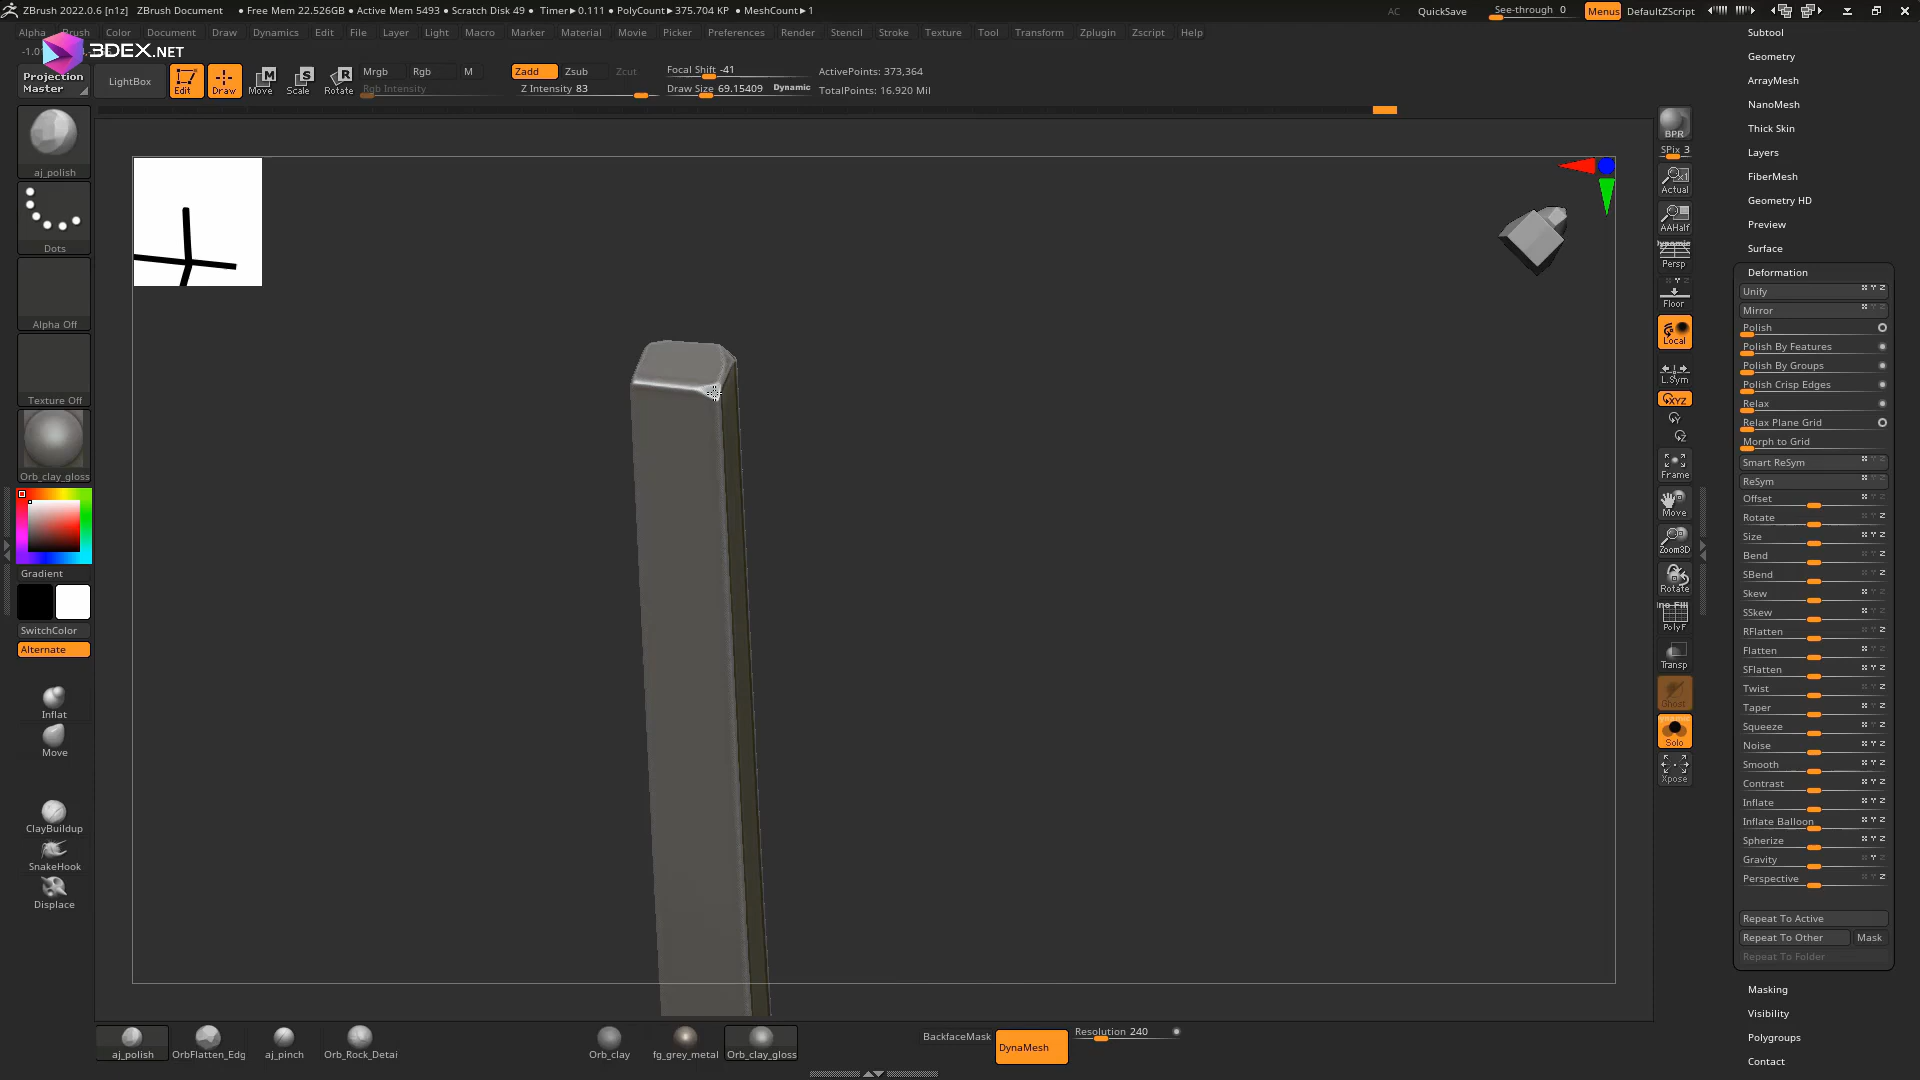 ZBrush 2022.0.6 [n1z] ZBrush Document • Free Mem 22.526GB • Active Mem 5493 • Scratch Disk 49 • Timer▸0.111 • PolyCount▸375.704 KP • MeshCount▸1 AC QuickSave See-through 0 Menus DefaultZScript
Alpha Brush Color Document Draw Dynamics Edit File Layer Light Macro Marker Material Movie Picker Preferences Render Stencil Stroke Texture Tool Transform Zplugin Zscript Help
3DEX.NET
Projection Master
LightBox
Edit
Draw
Move
Scale
Rotate
Mrgb Rgb M
Rgb Intensity
Zadd Zsub Zcut
Z Intensity 83
Focal Shift -41
Draw Size 69.15409 Dynamic
ActivePoints: 373,364
TotalPoints: 16.920 Mil
aj_polish
Dots
Alpha Off
Texture Off
Orb_clay_gloss
Gradient
SwitchColor
Alternate
Inflat
Move
ClayBuildup
SnakeHook
Displace
BPR
SPix 3
Actual
AAHalf
Persp
Floor
Local
L.Sym
XYZ
Frame
Move
Zoom3D
Rotate
PolyF
Transp
Ghost
Solo
Xpose
Subtool
Geometry
ArrayMesh
NanoMesh
Thick Skin
Layers
FiberMesh
Geometry HD
Preview
Surface
Deformation
Unify
Mirror
Polish
Polish By Features
Polish By Groups
Polish Crisp Edges
Relax
Relax Plane Grid
Morph to Grid
Smart ReSym
ReSym
Offset
Rotate
Size
Bend
SBend
Skew
SSkew
RFlatten
Flatten
SFlatten
Twist
Taper
Squeeze
Noise
Smooth
Contrast
Inflate
Inflate Balloon
Spherize
Gravity
Perspective
Repeat To Active
Repeat To Other Mask
Repeat To Folder
Masking
Visibility
Polygroups
Contact
aj_polish OrbFlatten_Edg aj_pinch Orb_Rock_Detai Orb_clay fg_grey_metal Orb_clay_gloss
BackfaceMask DynaMesh Resolution 240